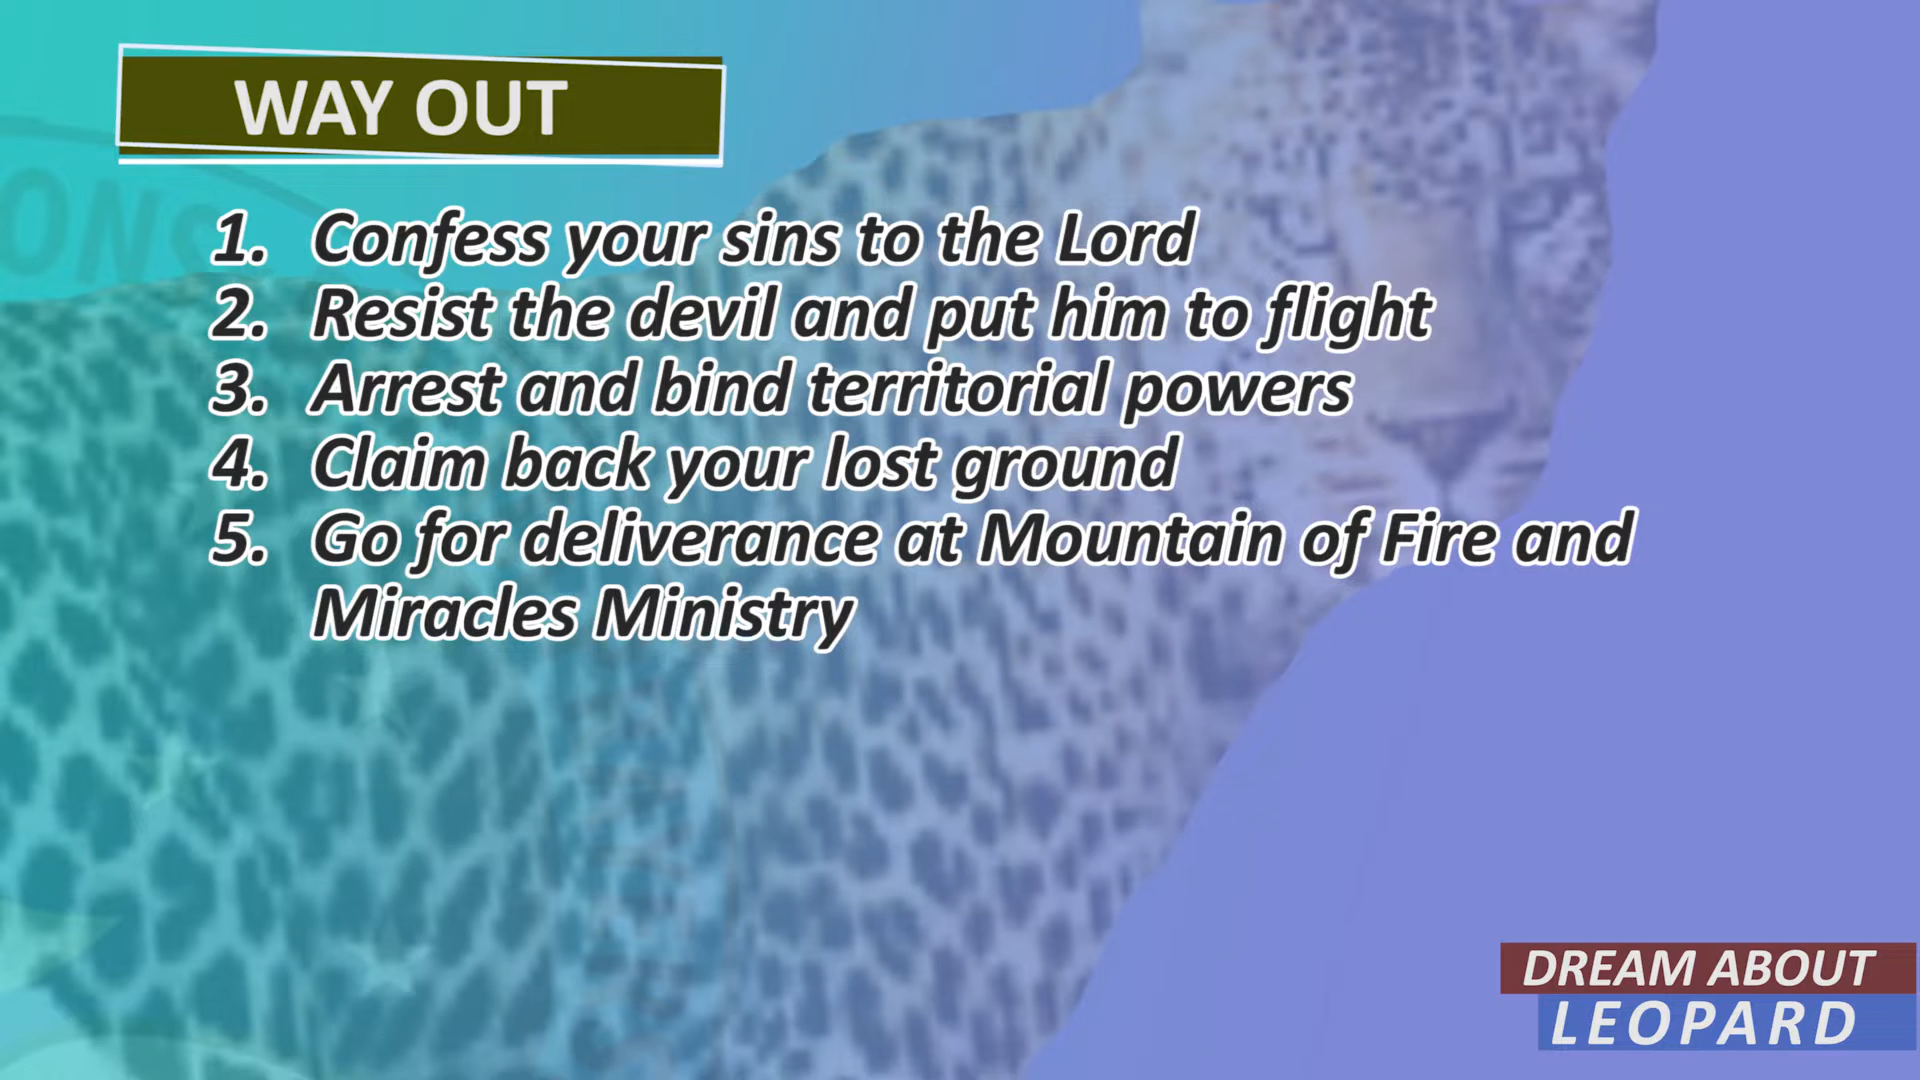 WAY OUT
ONS
1. Confess your sins to the Lord
2. Resist the devil and put him to flight
3. Arrest and bind territorial powers
4. Claim back your lost ground
5. Go for deliverance at Mountain of Fire and
Miracles Ministry
DREAM ABOUT
LEOPARD